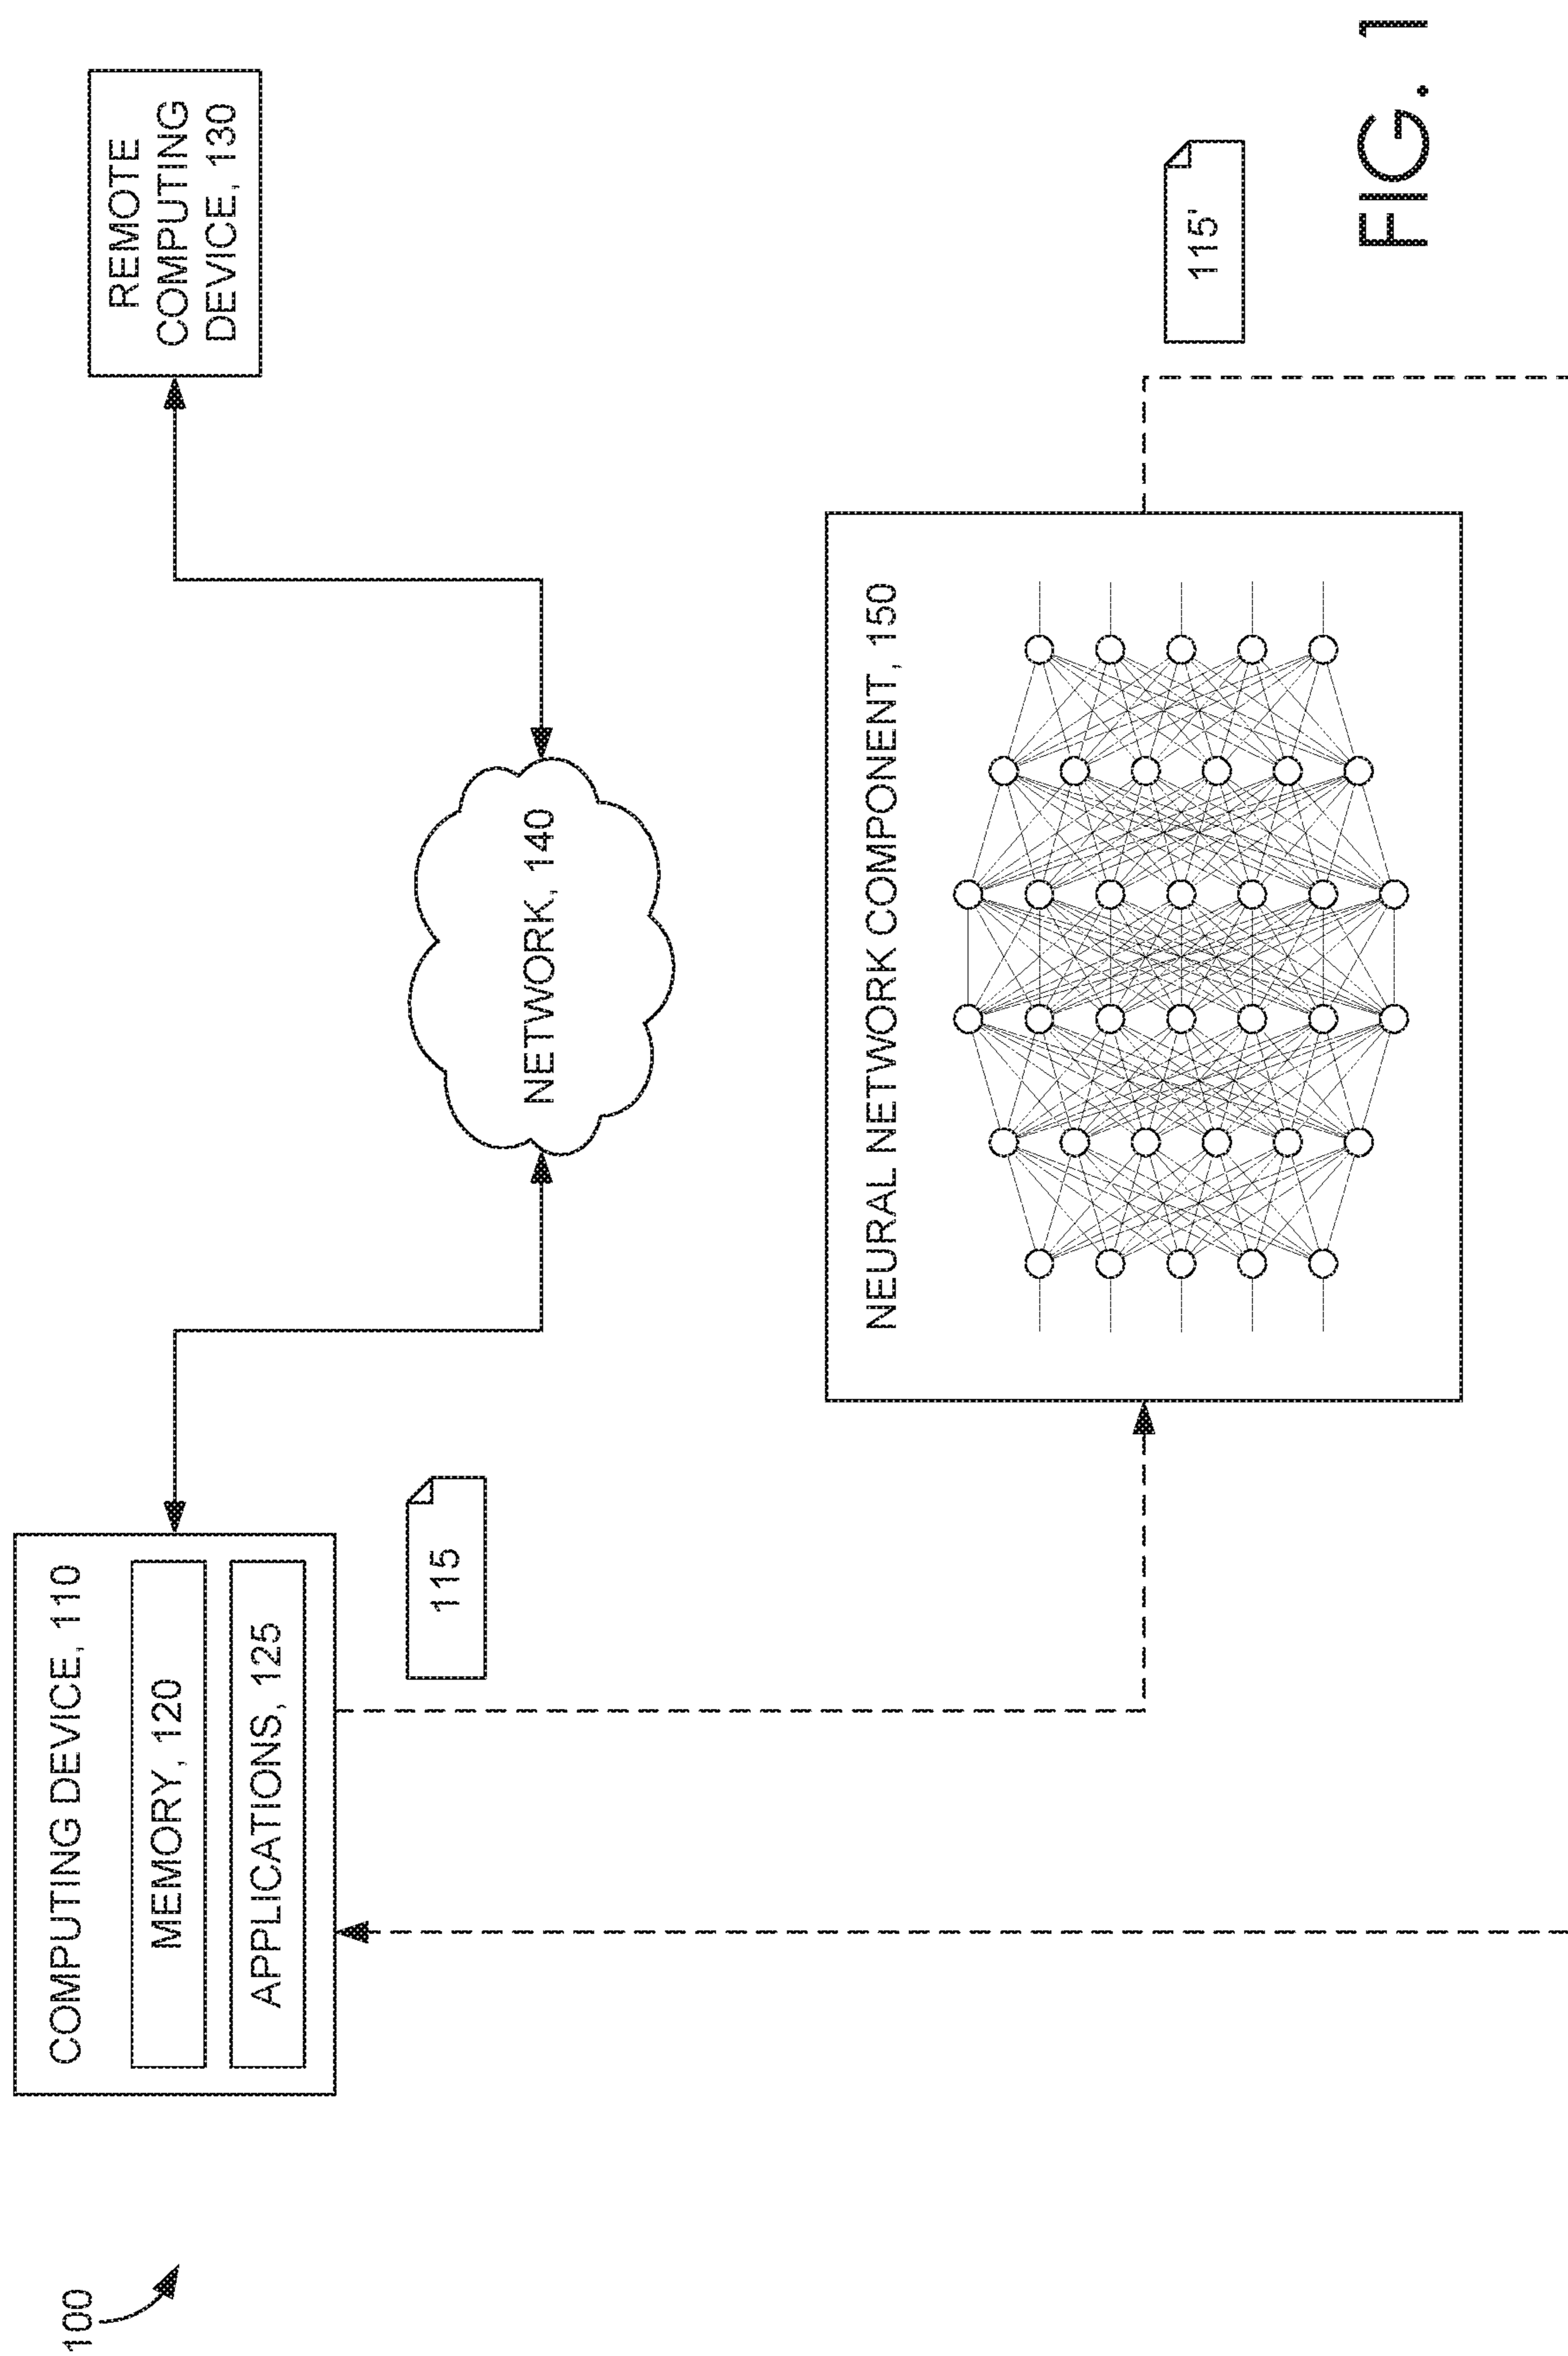 100
COMPUTING DEVICE, 110
MEMORY, 120
APPLICATIONS, 125
REMOTE
COMPUTING
DEVICE, 130
115
NETWORK, 140
NEURAL NETWORK COMPONENT, 150
115'
FIG. 1